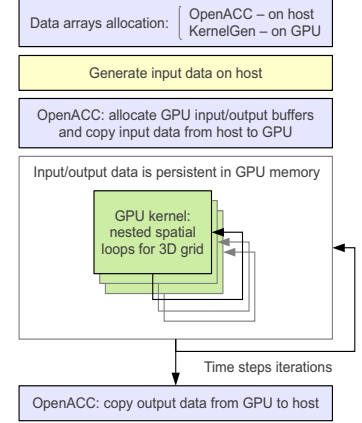 Data arrays allocation:
OpenACC – on host
KernelGen – on GPU
Generate input data on host
OpenACC: allocate GPU input/output buffers
and copy input data from host to GPU
Input/output data is persistent in GPU memory
GPU kernel:
nested spatial
loops for 3D grid
Time steps iterations
OpenACC: copy output data from GPU to host